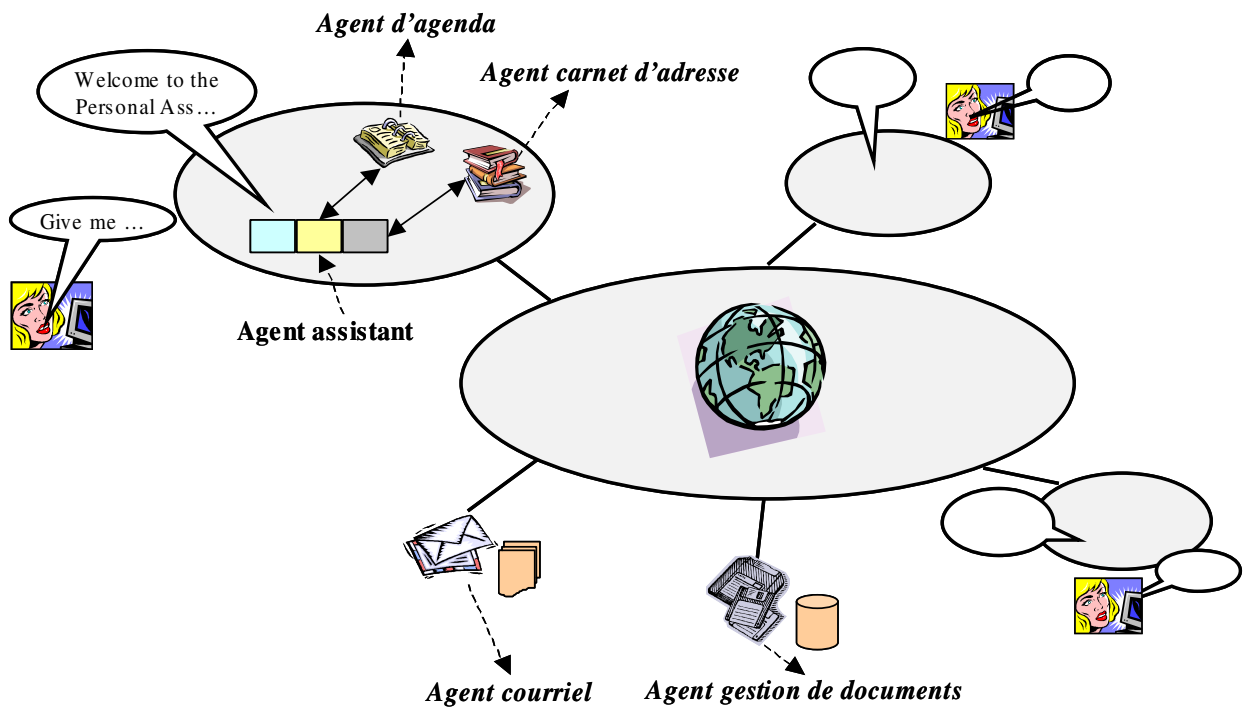 Agent d'agenda
Agent carnet d'adresse
Welcome to the
Personal Ass…
Give me …
Agent assistant
Agent courriel
Agent gestion de documents